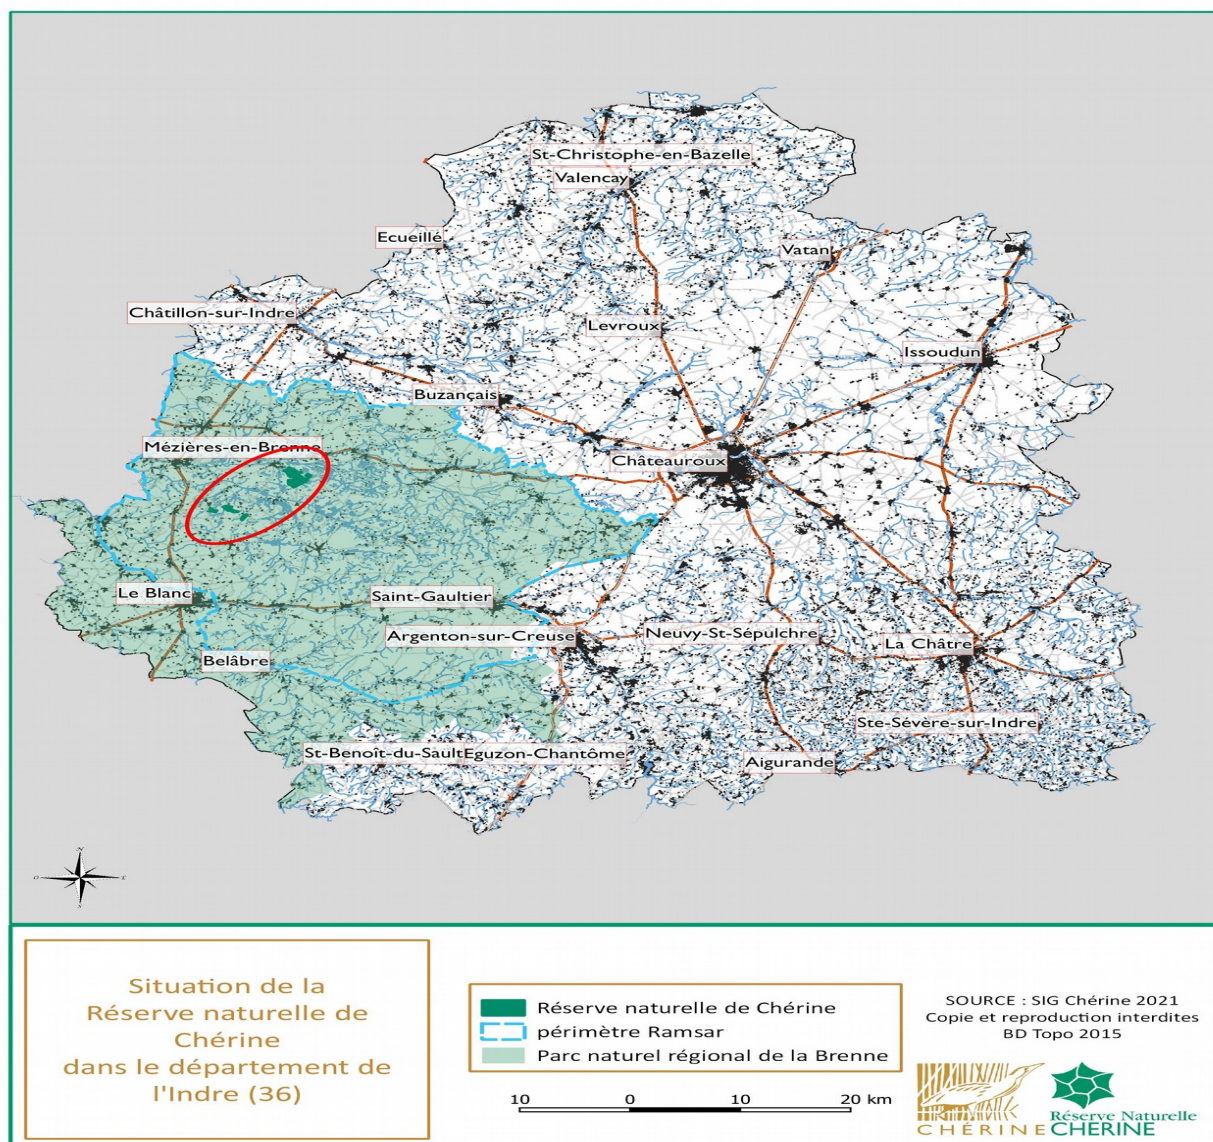 St-Christophe-en-Bazelle
Valencay
Ecueillé
Vatan
Châtillon-sur-Indre
Levroux
Issoudun
Buzançais
Mézières-en-Brenne
Châteauroux
Le Blanc
Saint-Gaultier
Argenton-sur-Creuse
Neuvy-St-Sépulchre
La Châtre
Belâbre
Ste-Sévère-sur-Indre
St-Benoît-du-Sault
Eguzon-Chantôme
Aigurande
N
O
E
S
Situation de la
Réserve naturelle de
Chérine
dans le département de
l'Indre (36)
Réserve naturelle de Chérine
périmètre Ramsar
Parc naturel régional de la Brenne
10 0 10 20 km
SOURCE : SIG Chérine 2021
Copie et reproduction interdites
BD Topo 2015
CHÉRINE
Réserve Naturelle
CHERINE